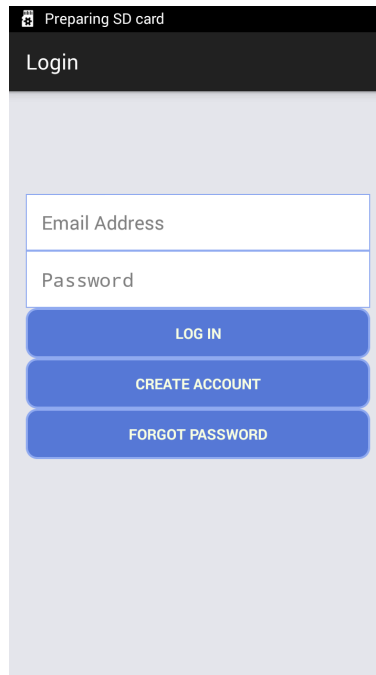 Preparing SD card
Login
Email Address
Password
LOG IN
CREATE ACCOUNT
FORGOT PASSWORD